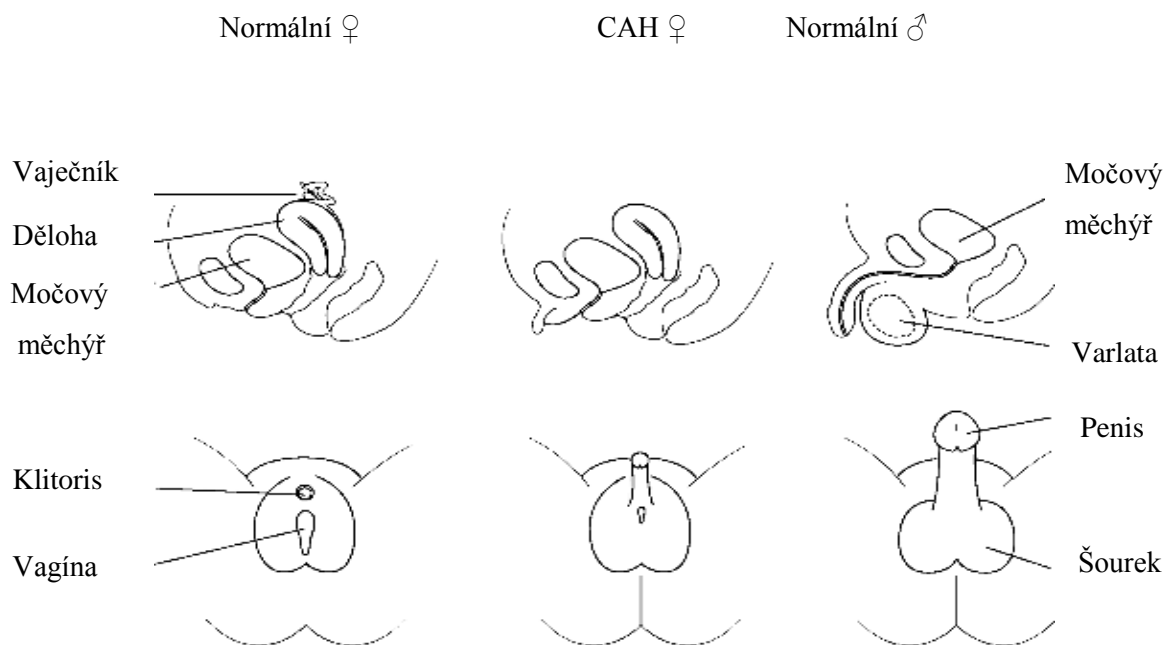 Normální ♀
CAH ♀
Normální ♂
Vaječník
Děloha
Močový
měchýř
Močový
měchýř
Varlata
Klitoris
Vagína
Penis
Šourek